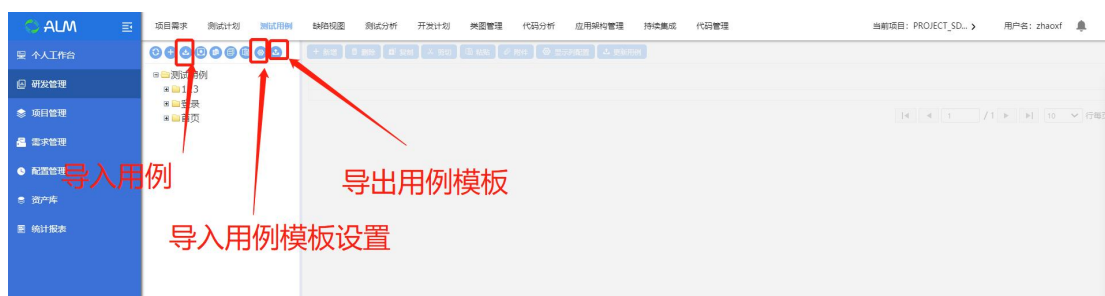 ALM
项目需求 测试计划 测试用例 缺陷视图 测试分析 开发计划 类图管理 代码分析 应用架构管理 持续集成 代码管理 当前项目: PROJECT_SD... 用户名: zhaoxf
个人工作台
研发管理
项目管理
需求管理
配置管理
资产库
统计报表
新增 删除 复制 剪切 粘贴 附件 显示列配置
测试用例
登录
首页
1 / 1 10 行每页
导入用例
导出用例模板
导入用例模板设置